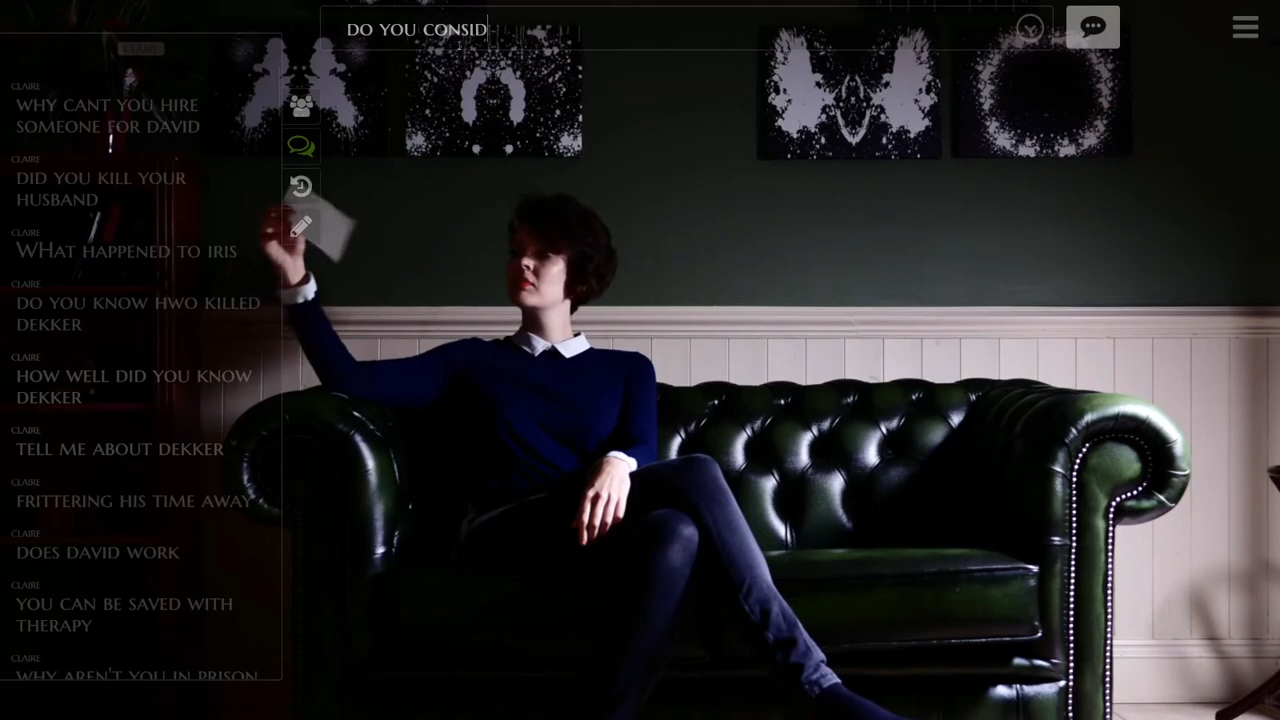 DO YOU CONSID
CLAIRE
WHY CANT YOU HIRE
SOMEONE FOR DAVID
CLAIRE
DID YOU KILL YOUR
HUSBAND
CLAIRE
WHAT HAPPENED TO IRIS
CLAIRE
DO YOU KNOW HWO KILLED
DEKKER
CLAIRE
HOW WELL DID YOU KNOW
DEKKER
CLAIRE
TELL ME ABOUT DEKKER
CLAIRE
FRITTERING HIS TIME AWAY
CLAIRE
DOES DAVID WORK
CLAIRE
YOU CAN BE SAVED WITH
THERAPY
CLAIRE
WHY AREN'T YOU IN PRISON